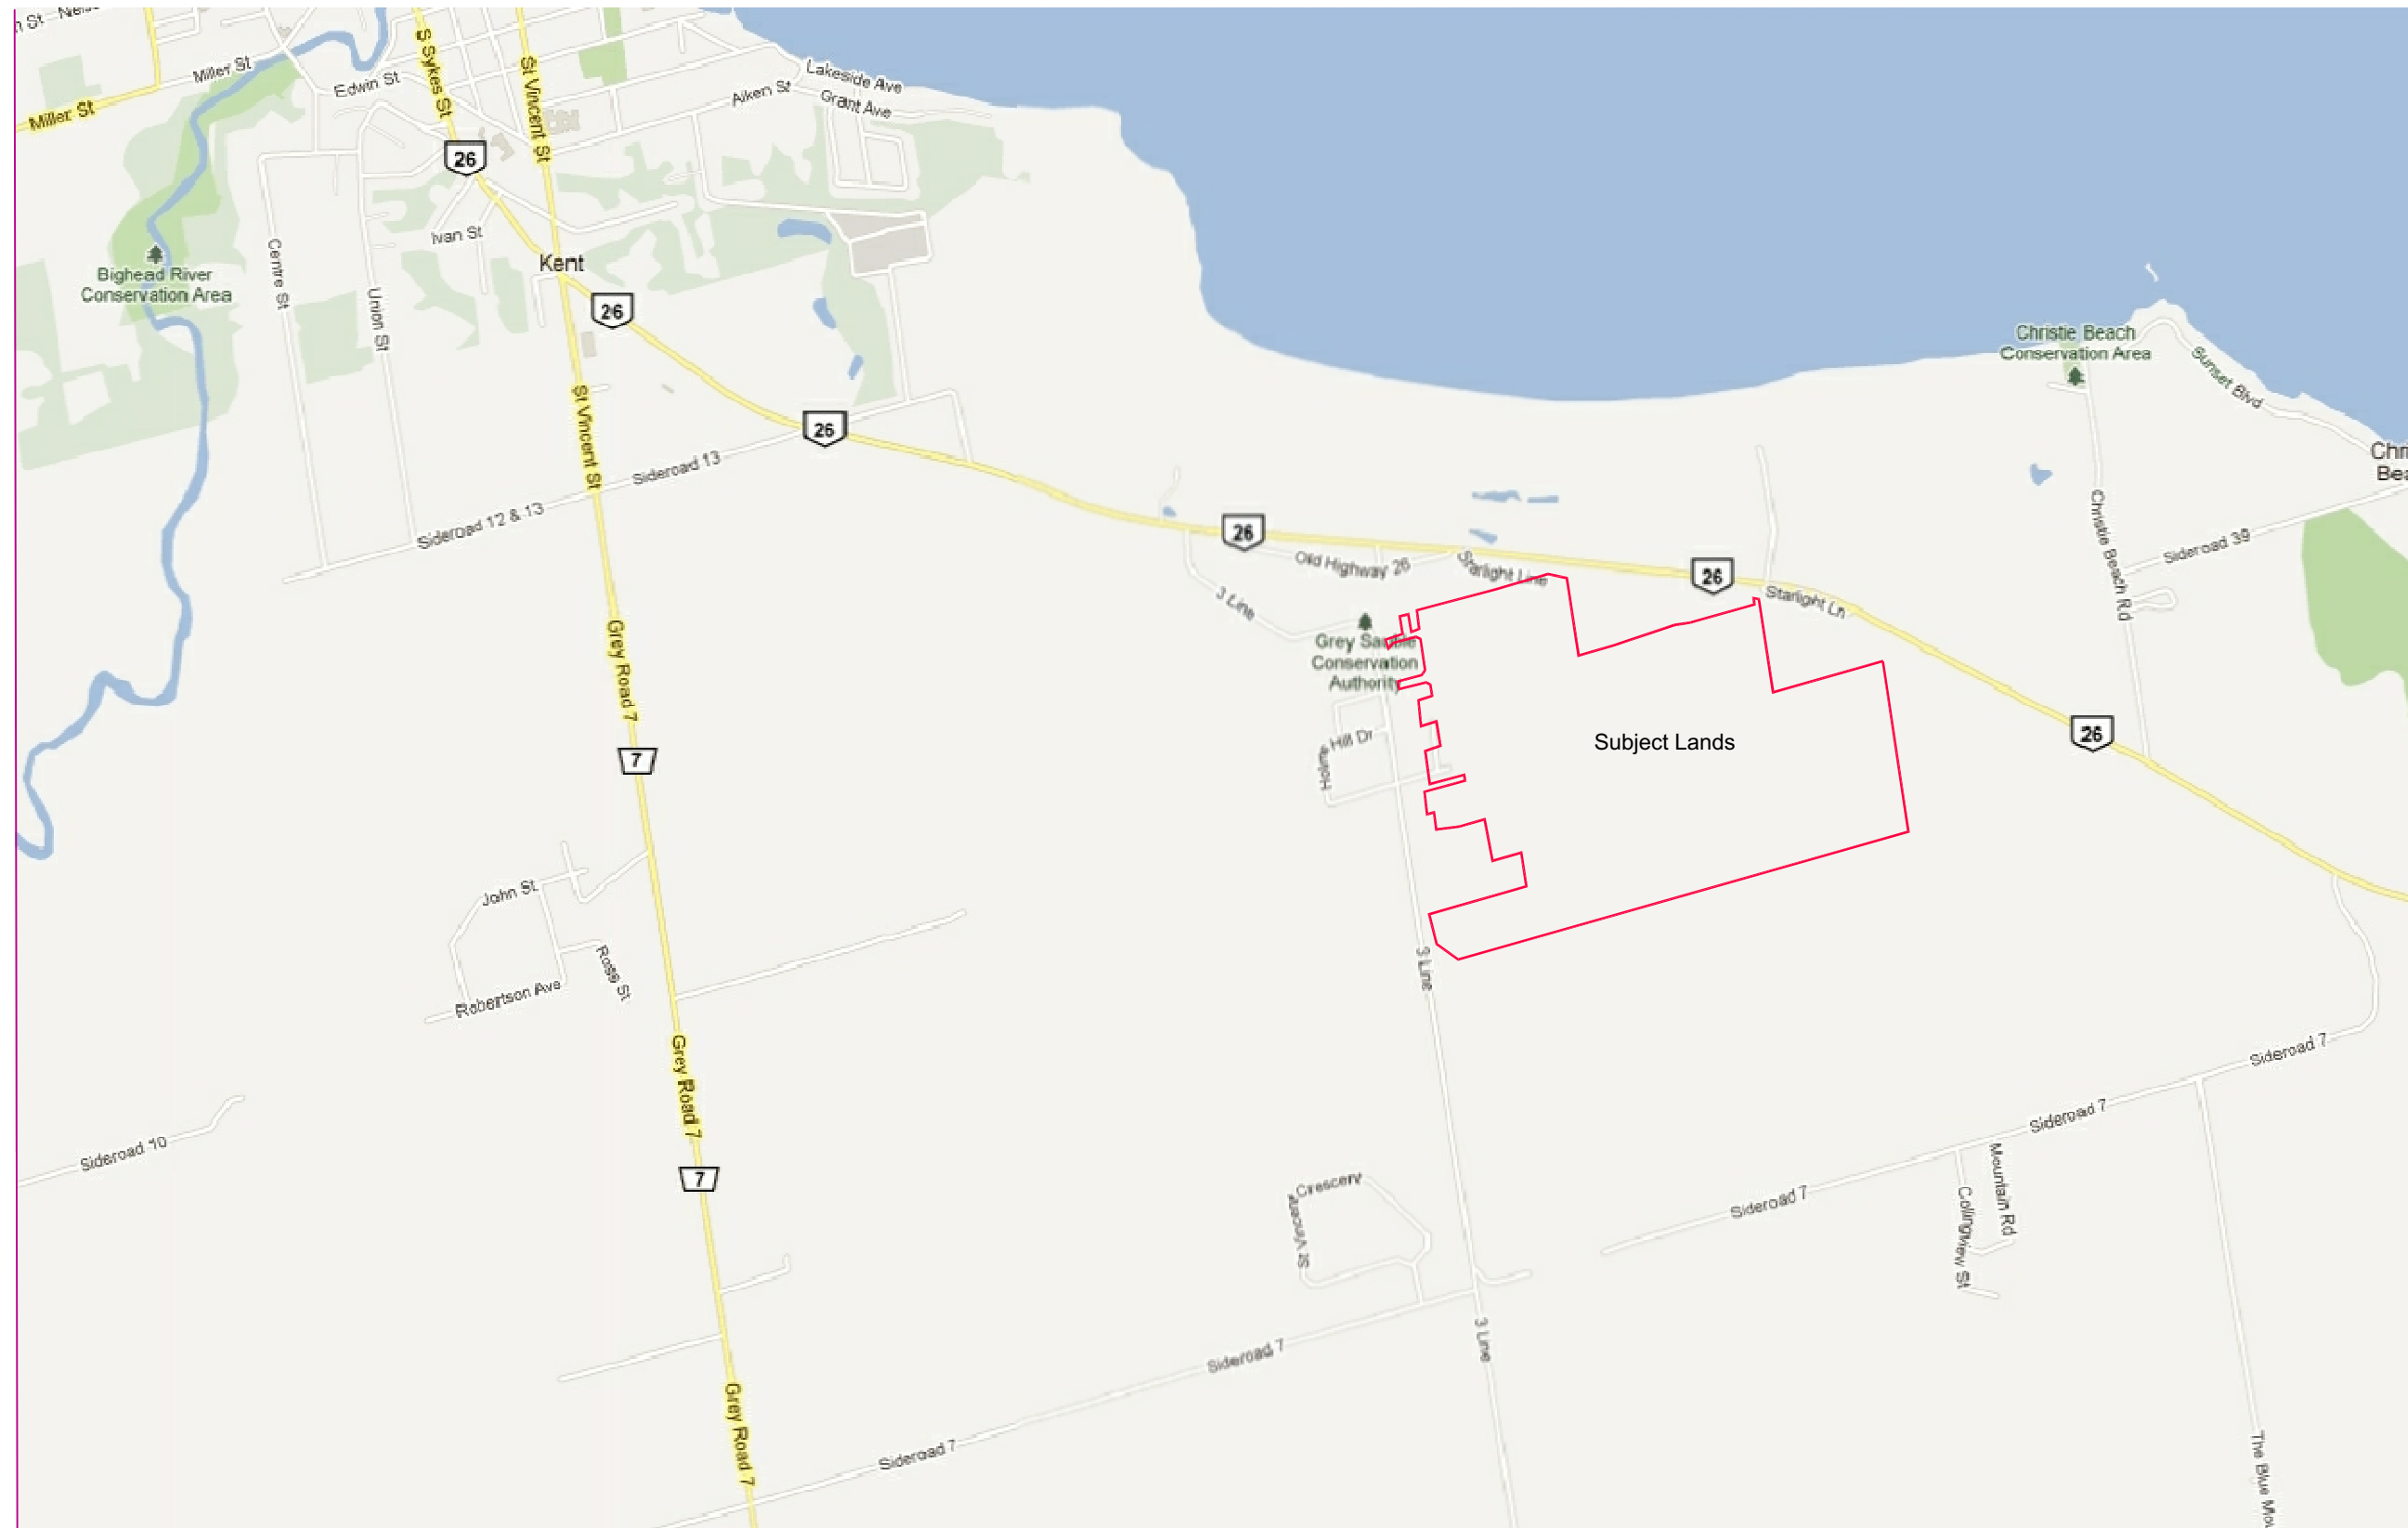 Miller St
Miller St
Edwin St
S Sykes St
St Vincent St
Aiken St
Lakeside Ave
Grant Ave
26
Ivan St
Kent
Bighead River
Conservation Area
Centre St
Union St
26
St Vincent St
26
Sideroad 13
Sideroad 12 & 13
Christie Beach
Conservation Area
Sunset Blvd
Christie Beach Rd
Sideroad 39
26
Old Highway 26
Starlight Line
26
Starlight Ln
3 Line
Grey Sauble
Conservation
Authority
Grey Road 7
7
Hill Dr
Subject Lands
26
John St
Ross St
Robertson Ave
3 Line
Grey Road 7
Sideroad 7
Sideroad 7
Sideroad 10
7
Crescent
St Vincent
Sideroad 7
Mountain Rd
Collingview St
3 Line
Sideroad 7
Grey Road 7
Sideroad 7
The Blue